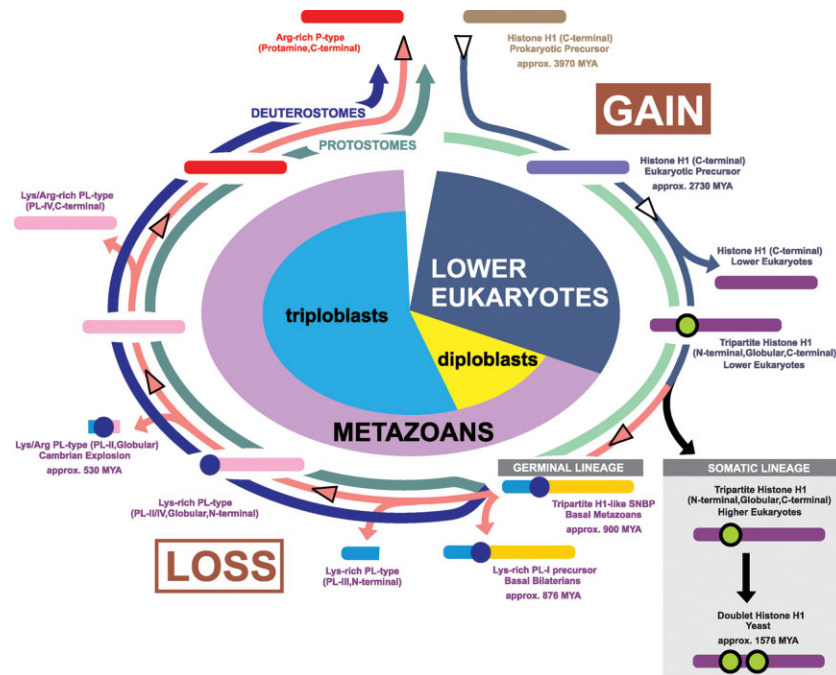 Arg-rich P-type
(Protamine,C-terminal)
Histone H1 (C-terminal)
Prokaryotic Precursor
approx. 3970 MYA
GAIN
DEUTEROSTOMES
PROTOSTOMES
Histone H1 (C-terminal)
Eukaryotic Precursor
approx. 2730 MYA
Lys/Arg-rich PL-type
(PL-IV,C-terminal)
Histone H1 (C-terminal)
Lower Eukaryotes
LOWER
EUKARYOTES
triploblasts
diploblasts
METAZOANS
Tripartite Histone H1
(N-terminal,Globular,C-terminal)
Lower Eukaryotes
Lys/Arg PL-type (PL-II,Globular)
Cambrian Explosion
approx. 530 MYA
Lys-rich PL-type
(PL-II/IV,Globular,N-terminal)
GERMINAL LINEAGE
Tripartite H1-like SNBP
Basal Metazoans
approx. 900 MYA
SOMATIC LINEAGE
Tripartite Histone H1
(N-terminal,Globular,C-terminal)
Higher Eukaryotes
LOSS
Lys-rich PL-type
(PL-III,N-terminal)
Lys-rich PL-I precursor
Basal Bilaterians
approx. 876 MYA
Doublet Histone H1
Yeast
approx. 1576 MYA